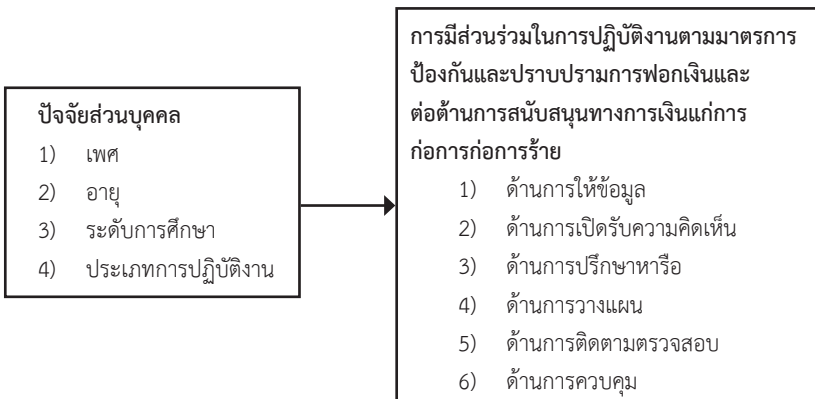 ปัจจัยส่วนบุคคล
1) เพศ
2) อายุ
3) ระดับการศึกษา
4) ประเภทการปฏิบัติงาน
การมีส่วนร่วมในการปฏิบัติงานตามมาตรการ
ป้องกันและปราบปรามการฟอกเงินและ
ต่อต้านการสนับสนุนทางการเงินแก่การ
ก่อการก่อการร้าย
1) ด้านการให้ข้อมูล
2) ด้านการเปิดรับความคิดเห็น
3) ด้านการปรึกษาหารือ
4) ด้านการวางแผน
5) ด้านการติดตามตรวจสอบ
6) ด้านการควบคุม